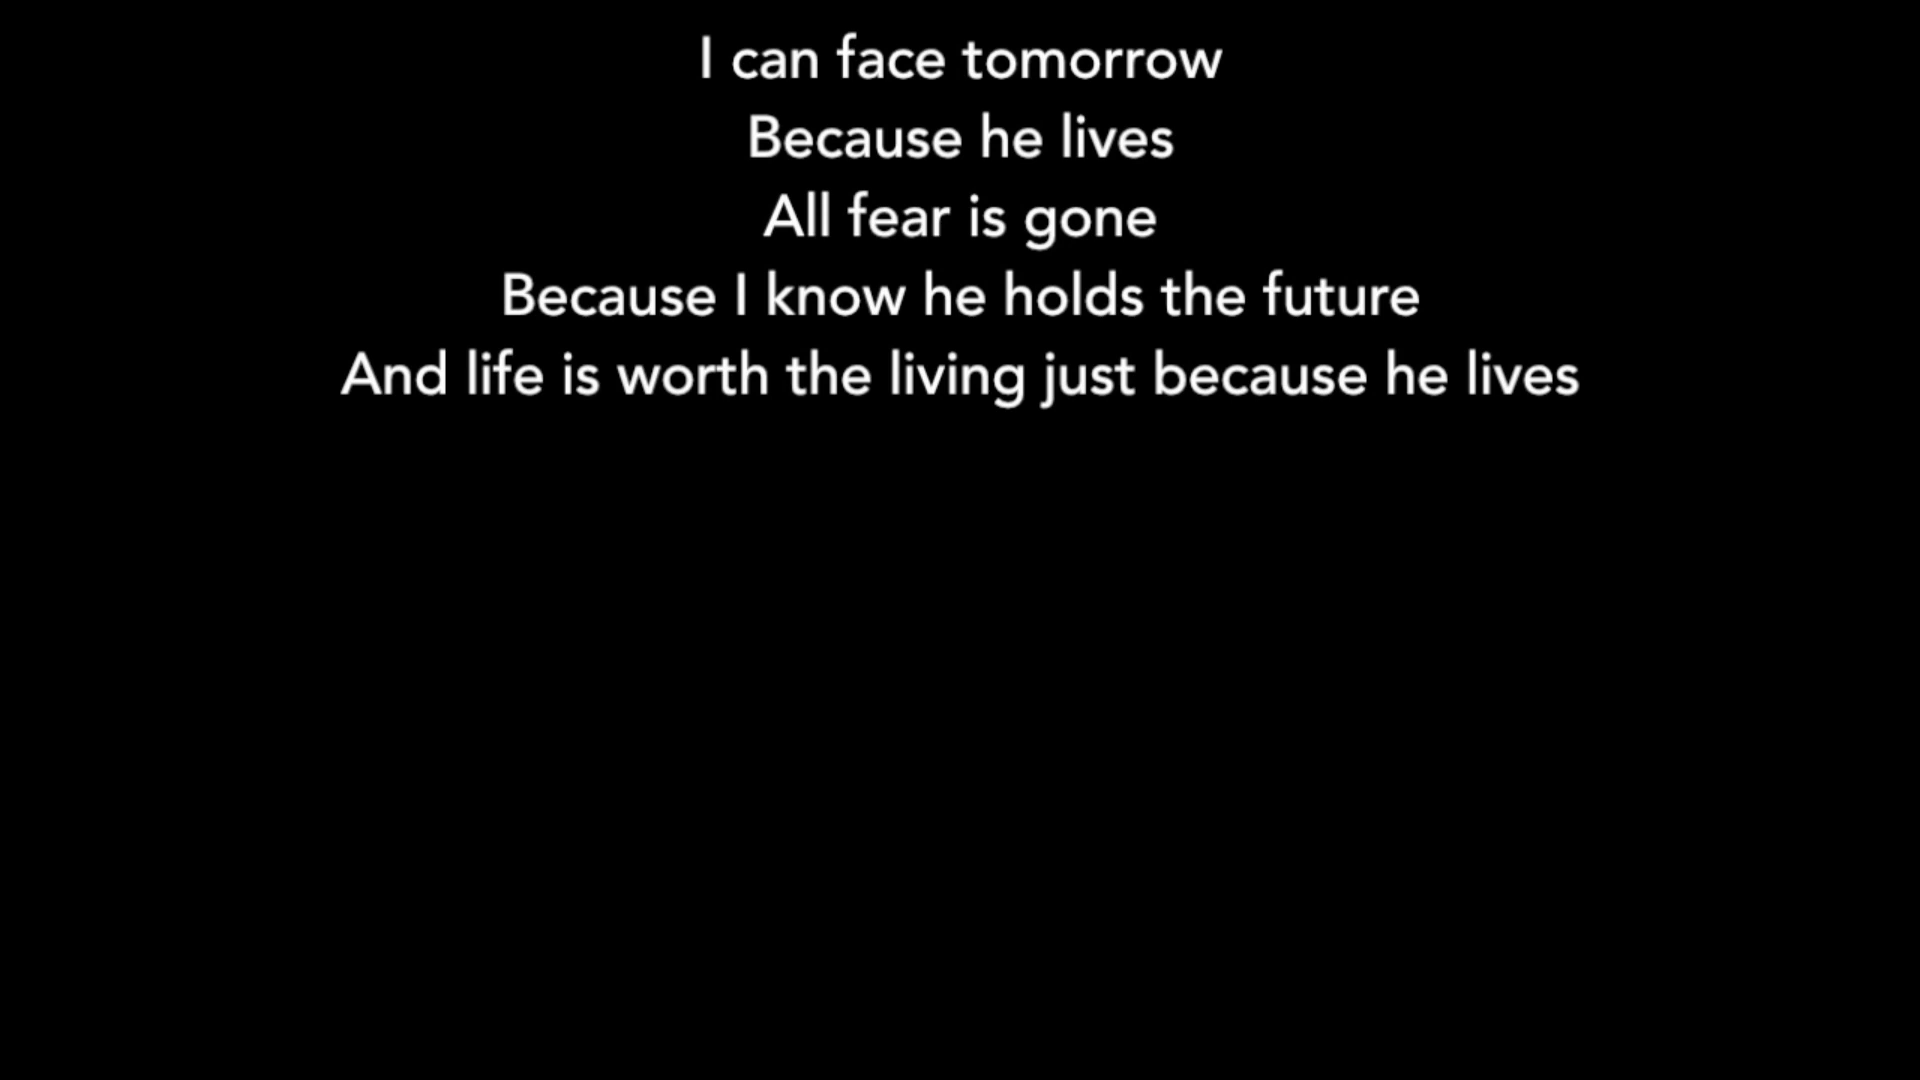 I can face tomorrow
Because he lives
All fear is gone
Because I know he holds the future
And life is worth the living just because he lives